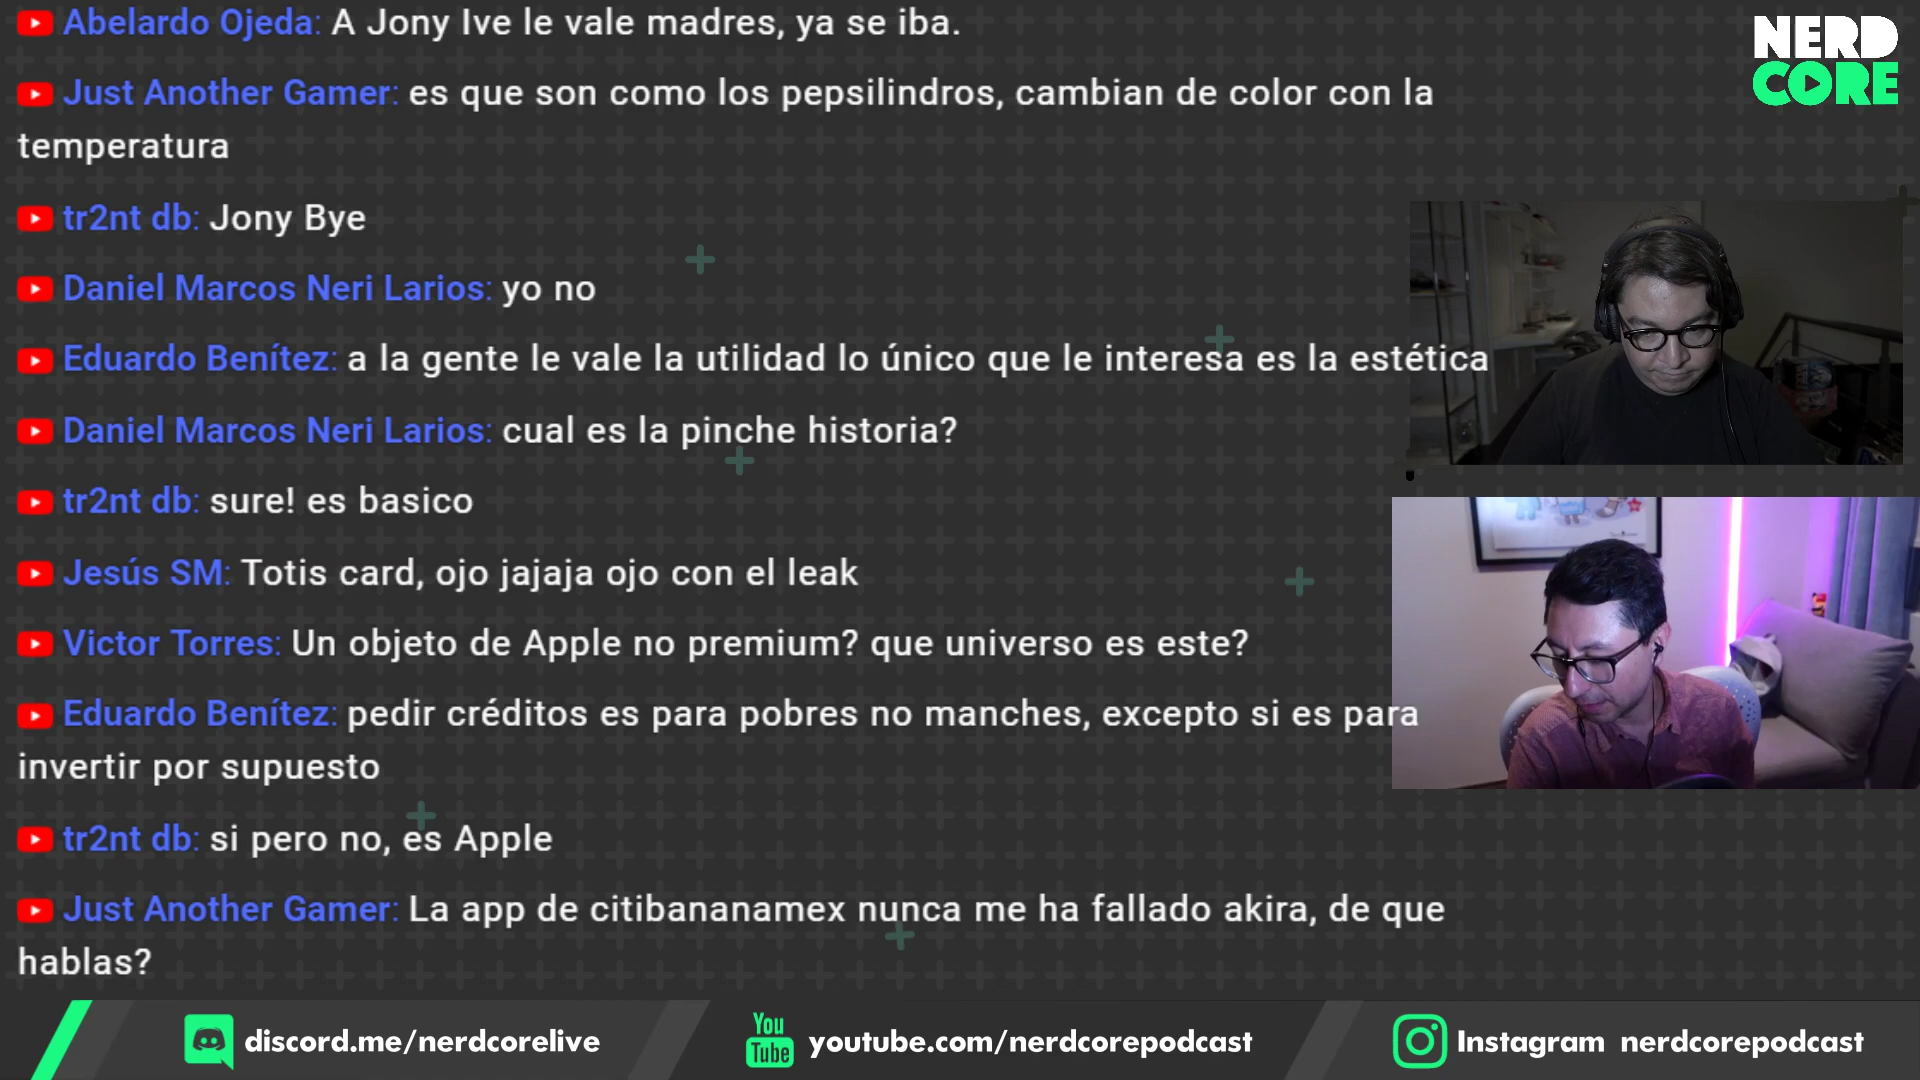 Abelardo Ojeda: A Jony Ive le vale madres, ya se iba.
NERD
CORE
Just Another Gamer: es que son como los pepsilindros, cambian de color con la
temperatura
tr2nt db: Jony Bye
Daniel Marcos Neri Larios: yo no
Eduardo Benítez: a la gente le vale la utilidad lo único que le interesa es la estética
Daniel Marcos Neri Larios: cual es la pinche historia?
tr2nt db: sure! es basico
Jesús SM: Totis card, ojo jajaja ojo con el leak
Victor Torres: Un objeto de Apple no premium? que universo es este?
Eduardo Benítez: pedir créditos es para pobres no manches, excepto si es para
invertir por supuesto
tr2nt db: si pero no, es Apple
Just Another Gamer: La app de citibananamex nunca me ha fallado akira, de que
hablas?
discord.me/nerdcorelive
You
Tube
youtube.com/nerdcorepodcast
Instagram nerdcorepodcast